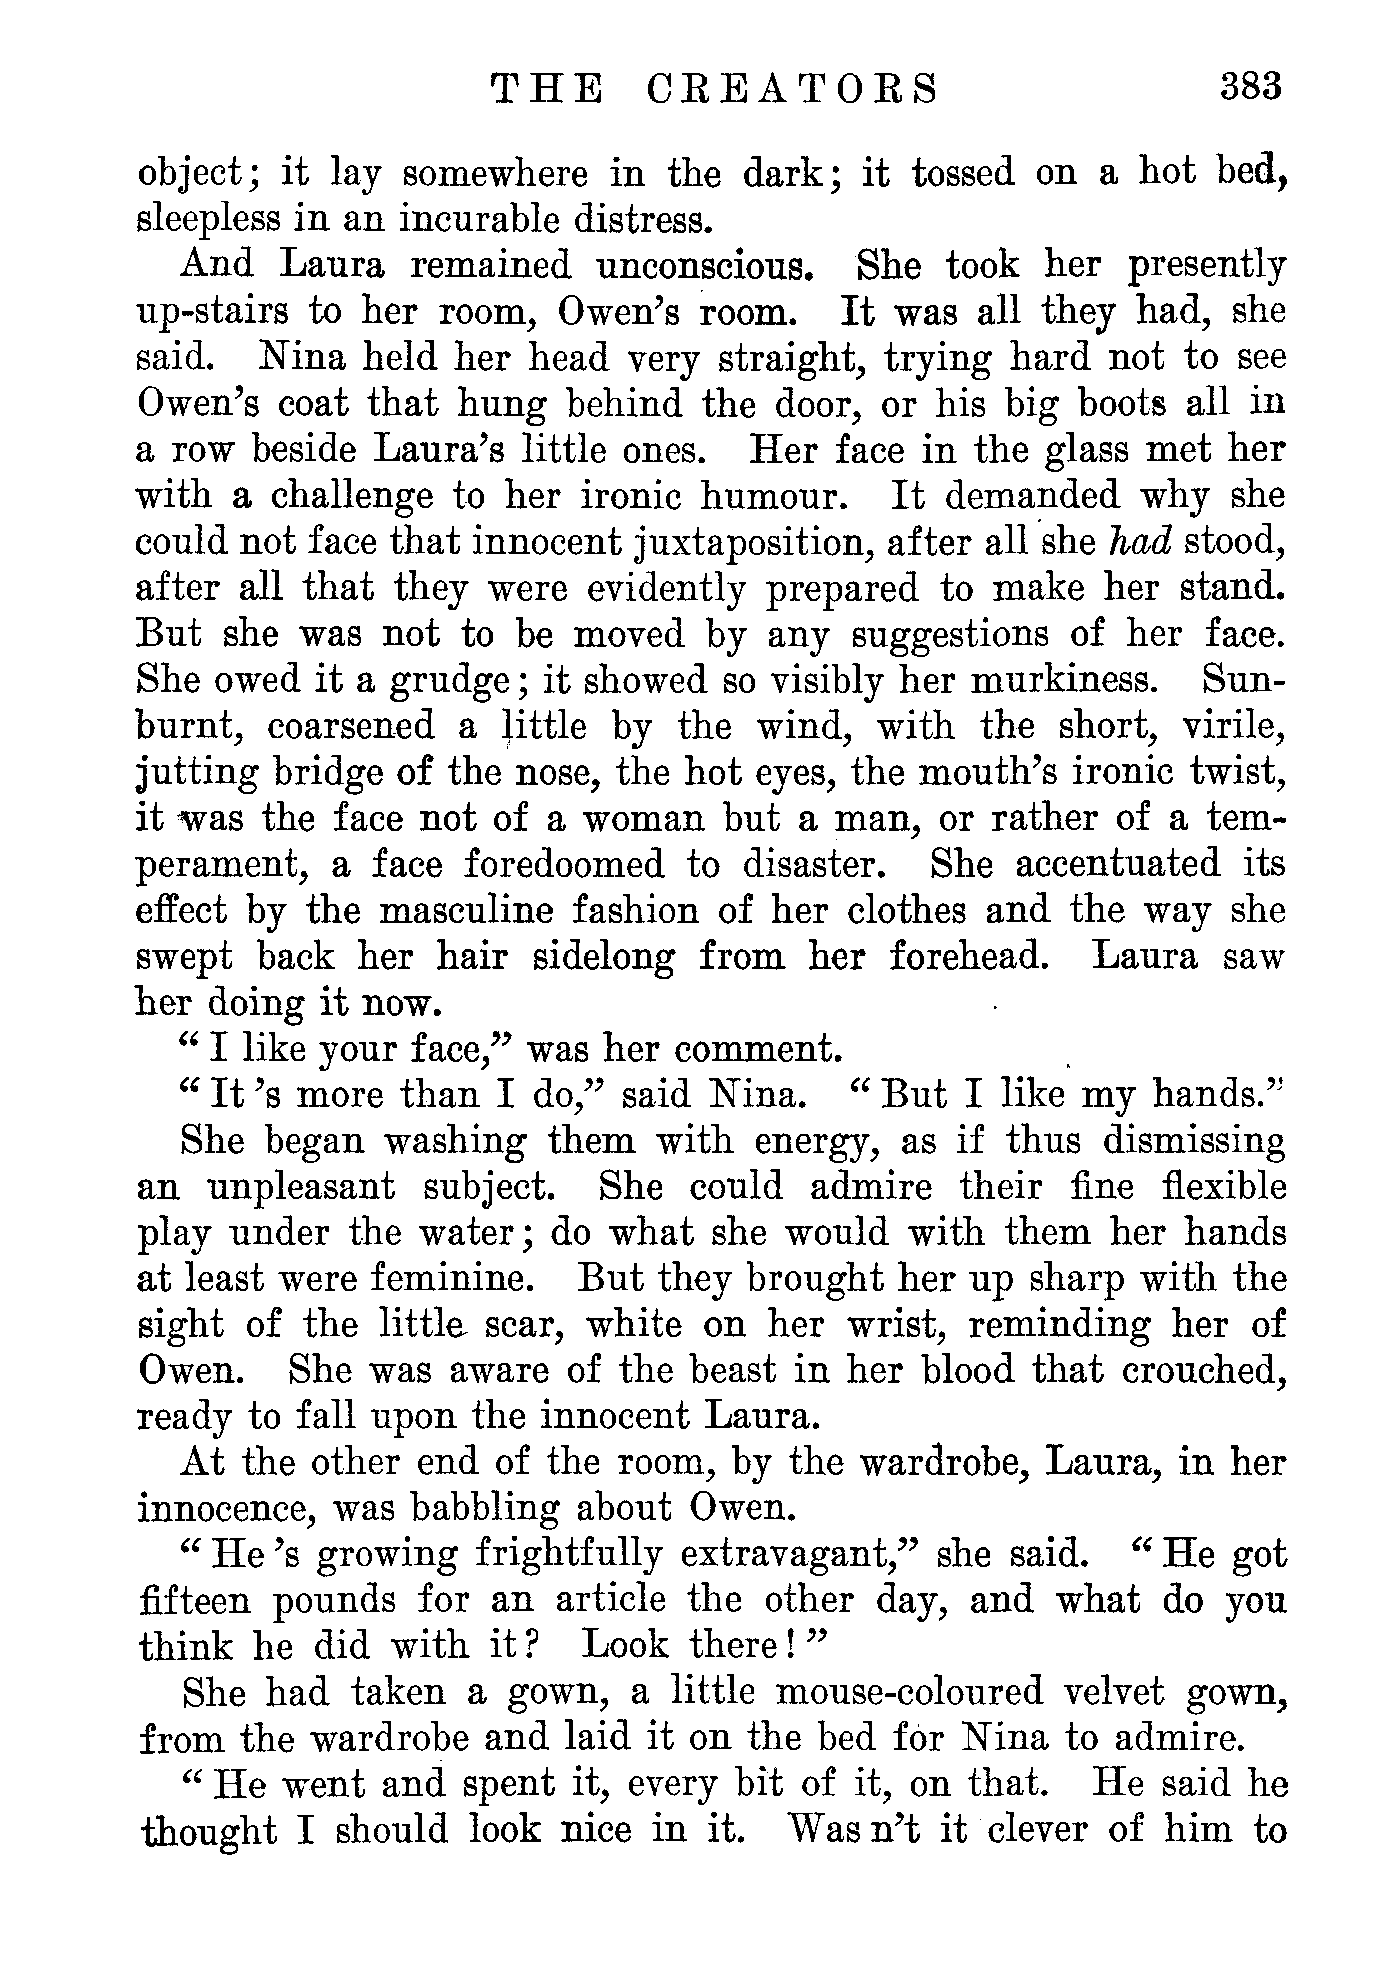 THE CREATORS 383
object; it lay somewhere in the dark; it tossed on a hot bed,
sleepless in an incurable distress.
And Laura remained unconscious. She took her presently
up-stairs to her room, Owen's room. It was all they had, she
said. Nina held her head very straight, trying hard not to see
Owen's coat that hung behind the door, or his big boots all in
a row beside Laura's little ones. Her face in the glass met her
with a challenge to her ironic humour. It demanded why she
could not face that innocent juxtaposition, after all she had stood,
after all that they were evidently prepared to make her stand.
But she was not to be moved by any suggestions of her face.
She owed it a grudge; it showed so visibly her murkiness. Sun-
burnt, coarsened a little by the wind, with the short, virile,
jutting bridge of the nose, the hot eyes, the mouth's ironic twist,
it was the face not of a woman but a man, or rather of a tem-
perament, a face foredoomed to disaster. She accentuated its
effect by the masculine fashion of her clothes and the way she
swept back her hair sidelong from her forehead. Laura saw
her doing it now.
“I like your face,” was her comment.
“It 's more than I do,” said Nina. “But I like my hands.”
She began washing them with energy, as if thus dismissing
an unpleasant subject. She could admire their fine flexible
play under the water; do what she would with them her hands
at least were feminine. But they brought her up sharp with the
sight of the little scar, white on her wrist, reminding her of
Owen. She was aware of the beast in her blood that crouched,
ready to fall upon the innocent Laura.
At the other end of the room, by the wardrobe, Laura, in her
innocence, was babbling about Owen.
“He 's growing frightfully extravagant,” she said. “He got
fifteen pounds for an article the other day, and what do you
think he did with it? Look there!”
She had taken a gown, a little mouse-coloured velvet gown,
from the wardrobe and laid it on the bed for Nina to admire.
“He went and spent it, every bit of it, on that. He said he
thought I should look nice in it. Was n't it clever of him to